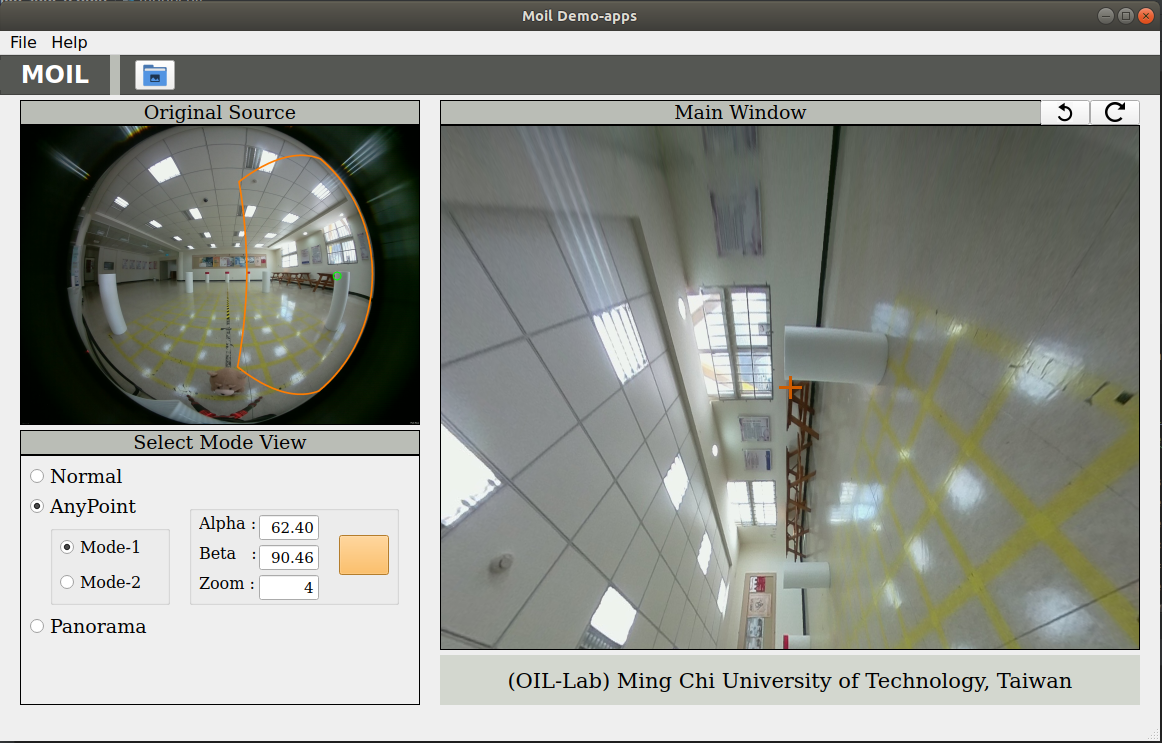 Moil Demo-apps
File Help
MOIL
Original Source
Main Window
Select Mode View
Normal
AnyPoint
Mode-1
Mode-2
Alpha : 62.40
Beta : 90.46
Zoom : 4
Panorama
(OIL-Lab) Ming Chi University of Technology, Taiwan